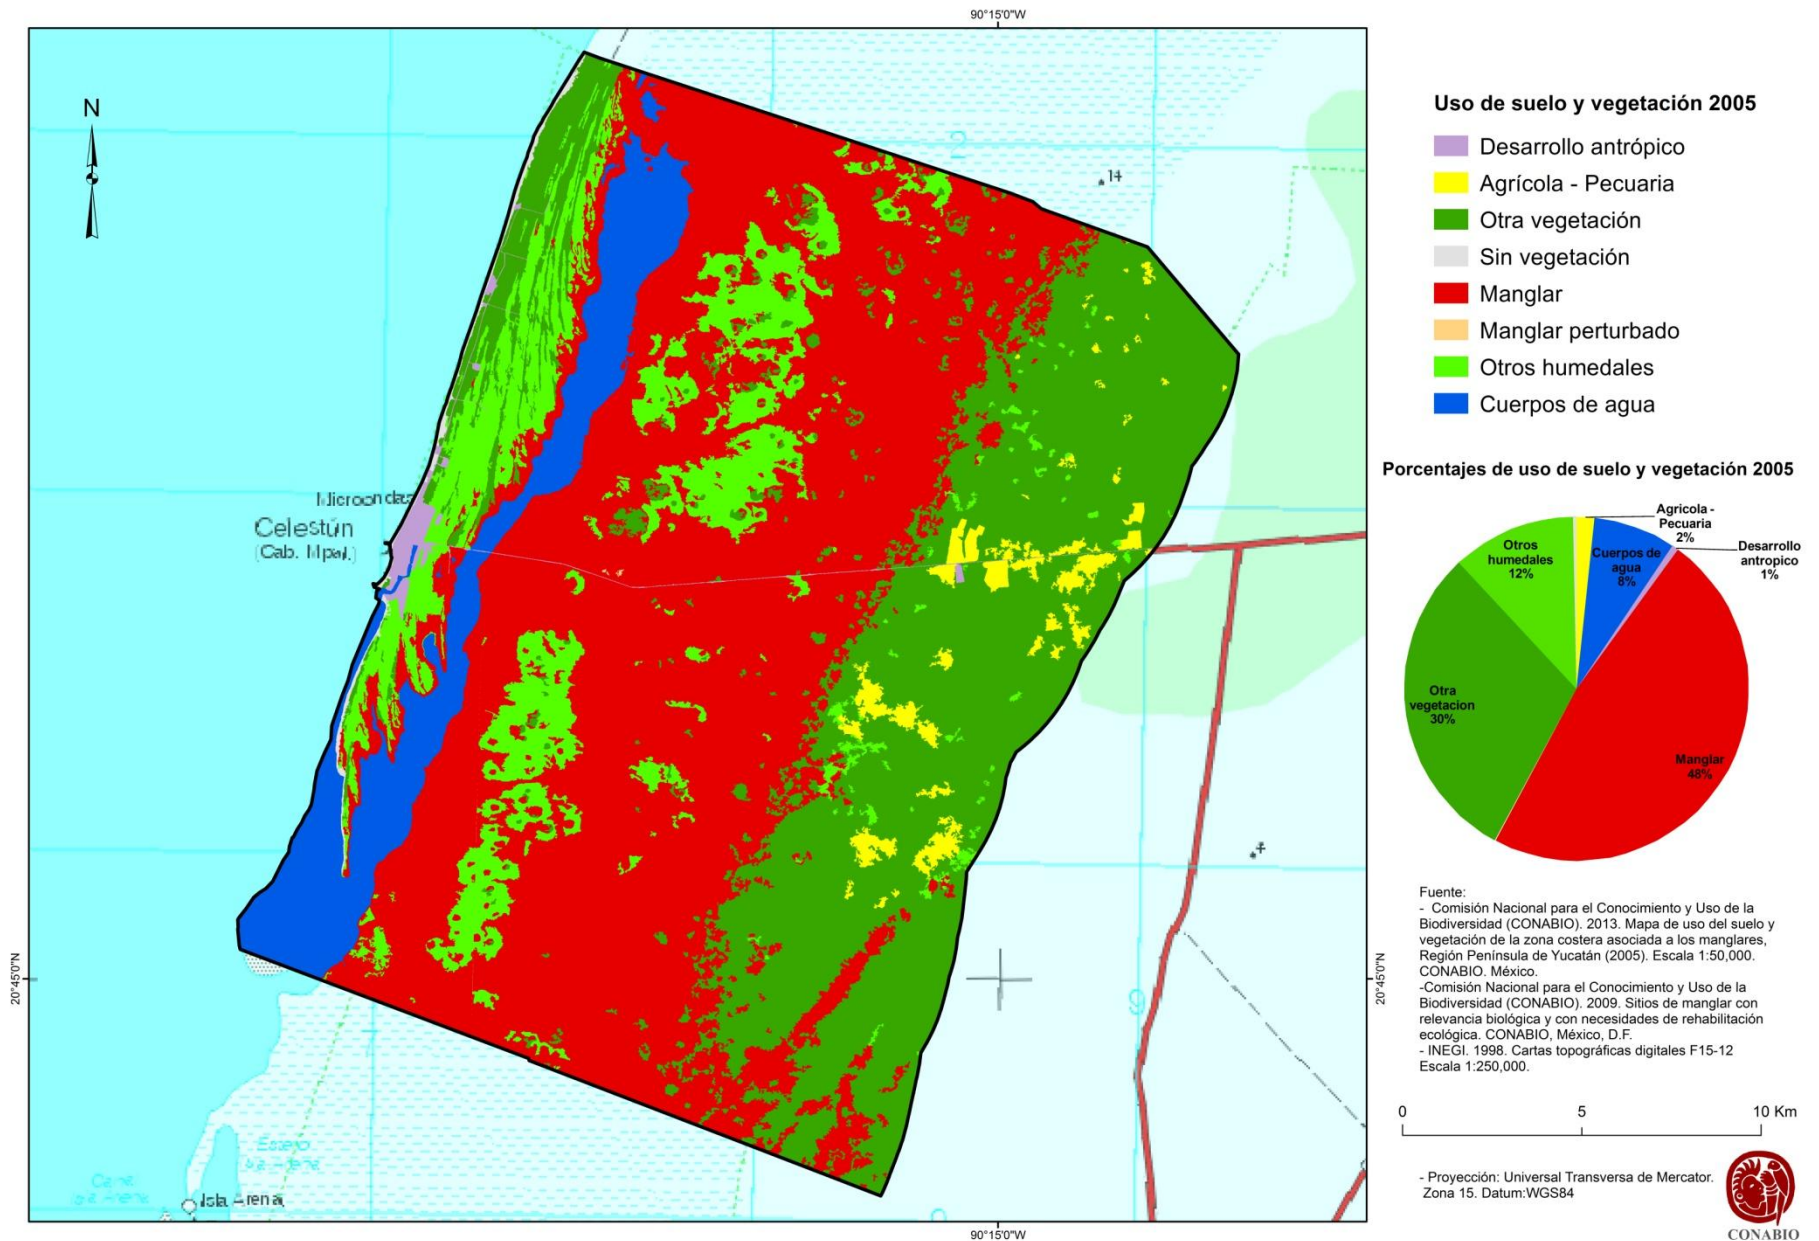 90°15'0"W
N
2
14
Microondas
Celestún
(Cab. Mpal.)
20°45'0"N
20°45'0"N
9
Estero
Isla Arena
Isla Arena
90°15'0"W
Uso de suelo y vegetación 2005
Desarrollo antrópico
Agrícola - Pecuaria
Otra vegetación
Sin vegetación
Manglar
Manglar perturbado
Otros humedales
Cuerpos de agua
Porcentajes de uso de suelo y vegetación 2005
Agricola -
Pecuaria
2%
Desarrollo
antropico
1%
Otros
humedales
12%
Cuerpos de
agua
8%
Otra
vegetacion
30%
Manglar
48%
Fuente:
- Comisión Nacional para el Conocimiento y Uso de la
Biodiversidad (CONABIO). 2013. Mapa de uso del suelo y
vegetación de la zona costera asociada a los manglares,
Región Península de Yucatán (2005). Escala 1:50,000.
CONABIO. México.
-Comisión Nacional para el Conocimiento y Uso de la
Biodiversidad (CONABIO). 2009. Sitios de manglar con
relevancia biológica y con necesidades de rehabilitación
ecológica. CONABIO, México, D.F.
- INEGI. 1998. Cartas topográficas digitales F15-12
Escala 1:250,000.
0 5 10 Km
- Proyección: Universal Transversa de Mercator.
Zona 15. Datum:WGS84
CONABIO